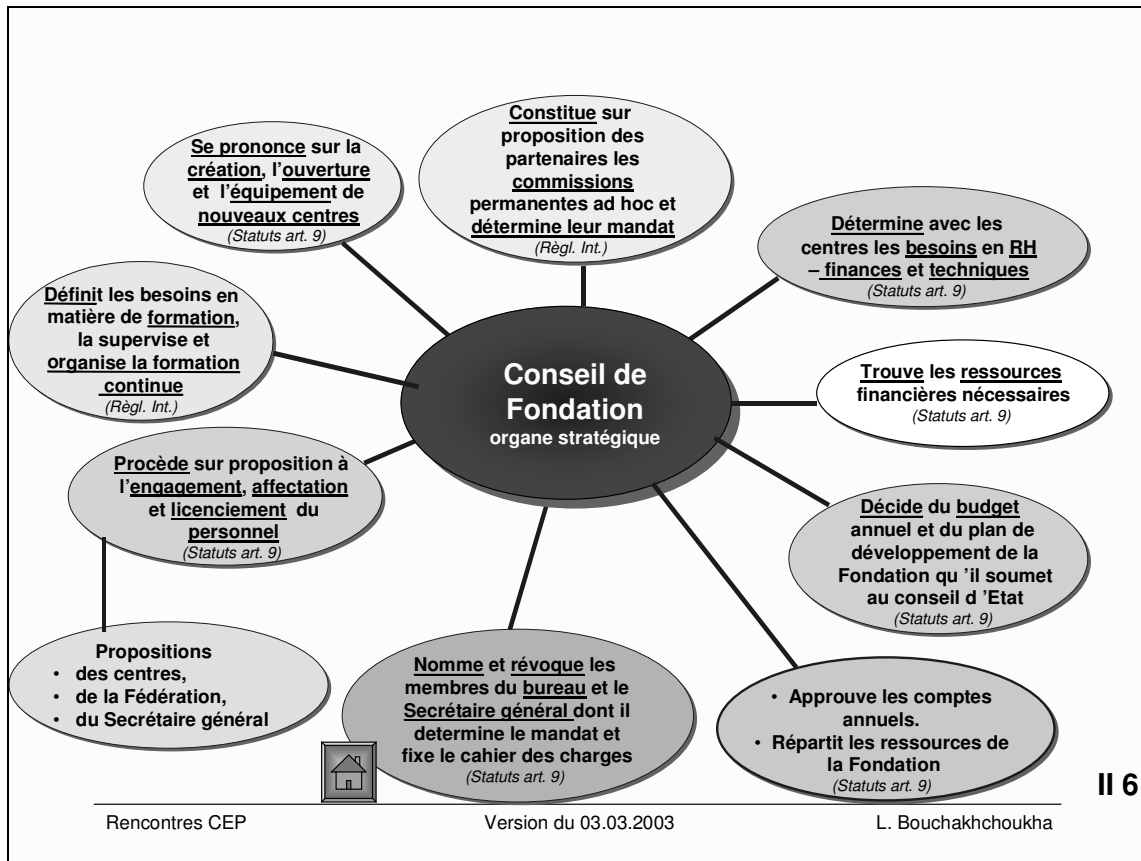 Se prononce sur la
création, l'ouverture
et l'équipement de
nouveaux centres
(Statuts art. 9)
Constitue sur
proposition des
partenaires les
commissions
permanentes ad hoc et
détermine leur mandat
(Règl. Int.)
Détermine avec les
centres les besoins en RH
– finances et techniques
(Statuts art. 9)
Définit les besoins en
matière de formation,
la supervise et
organise la formation
continue
(Règl. Int.)
Conseil de
Fondation
organe stratégique
Trouve les ressources
financières nécessaires
(Statuts art. 9)
Procède sur proposition à
l'engagement, affectation
et licenciement du
personnel
(Statuts art. 9)
Décide du budget
annuel et du plan de
développement de la
Fondation qu 'il soumet
au conseil d 'Etat
(Statuts art. 9)
Propositions
• des centres,
• de la Fédération,
• du Secrétaire général
Nomme et révoque les
membres du bureau et le
Secrétaire général dont il
determine le mandat et
fixe le cahier des charges
(Statuts art. 9)
• Approuve les comptes
annuels.
• Répartit les ressources de
la Fondation
(Statuts art. 9)
II 6
Rencontres CEP
Version du 03.03.2003
L. Bouchakhchoukha